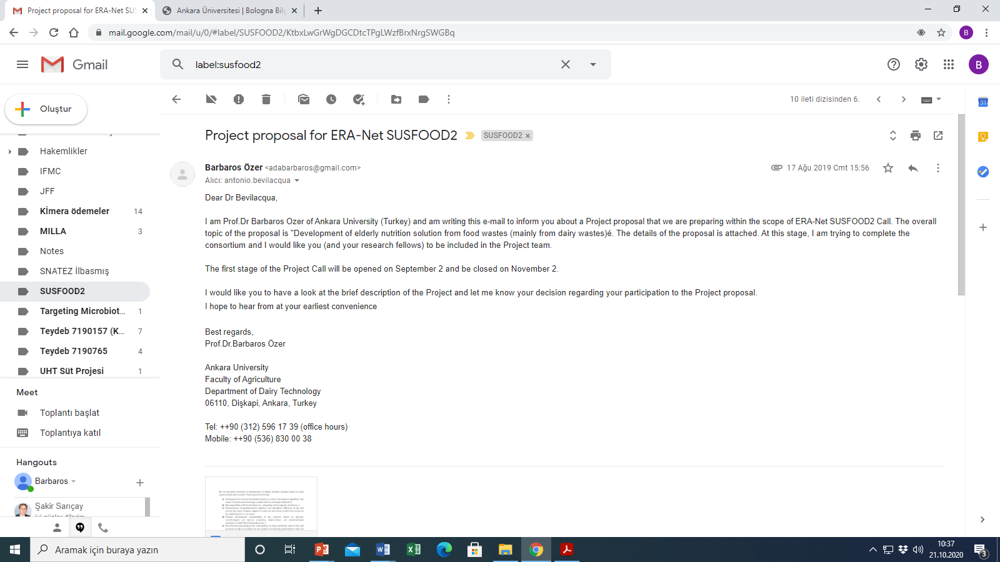 Project proposal for ERA-Net SUS
Ankara Üniversitesi | Bologna Bilg
mail.google.com/mail/u/0/#label/SUSFOOD2/KtbxLwGrWgDGCDtcTPgLWzfBrxNrgSWGBq
B
Gmail
label:susfood2
B
Oluştur
10 ileti dizisinden 6.
31
Hakemlikler
IFMC
JFF
Kİmera ödemeler 14
MILLA 3
Notes
SNATEZ İlbasmış
SUSFOOD2
Targeting Microbiot... 1
Teydeb 7190157 (K... 7
Teydeb 7190765 4
UHT Süt Projesi 1
Meet
Toplantı başlat
Toplantıya katıl
Hangouts
Barbaros
Şakir Sarıçay
Project proposal for ERA-Net SUSFOOD2
SUSFOOD2 ×
Barbaros Özer <adabarbaros@gmail.com>
17 Ağu 2019 Cmt 15:56
Alıcı: antonio.bevilacqua
Dear Dr Bevilacqua,
I am Prof.Dr Barbaros Ozer of Ankara University (Turkey) and am writing this e-mail to inform you about a Project proposal that we are preparing within the scope of ERA-Net SUSFOOD2 Call. The overall
topic of the proposal is "Development of elderly nutrition solution from food wastes (mainly from dairy wastes)é. The details of the proposal is attached. At this stage, I am trying to complete the
consortium and I would like you (and your research fellows) to be included in the Project team.
The first stage of the Project Call will be opened on September 2 and be closed on November 2.
I would like you to have a look at the brief description of the Project and let me know your decision regarding your participation to the Project proposal.
I hope to hear from at your earliest convenience
Best regards,
Prof.Dr.Barbaros Özer
Ankara University
Faculty of Agriculture
Department of Dairy Technology
06110, Dişkapi, Ankara, Turkey
Tel: ++90 (312) 596 17 39 (office hours)
Mobile: ++90 (536) 830 00 38
Aramak için buraya yazın
10:37
21.10.2020
3